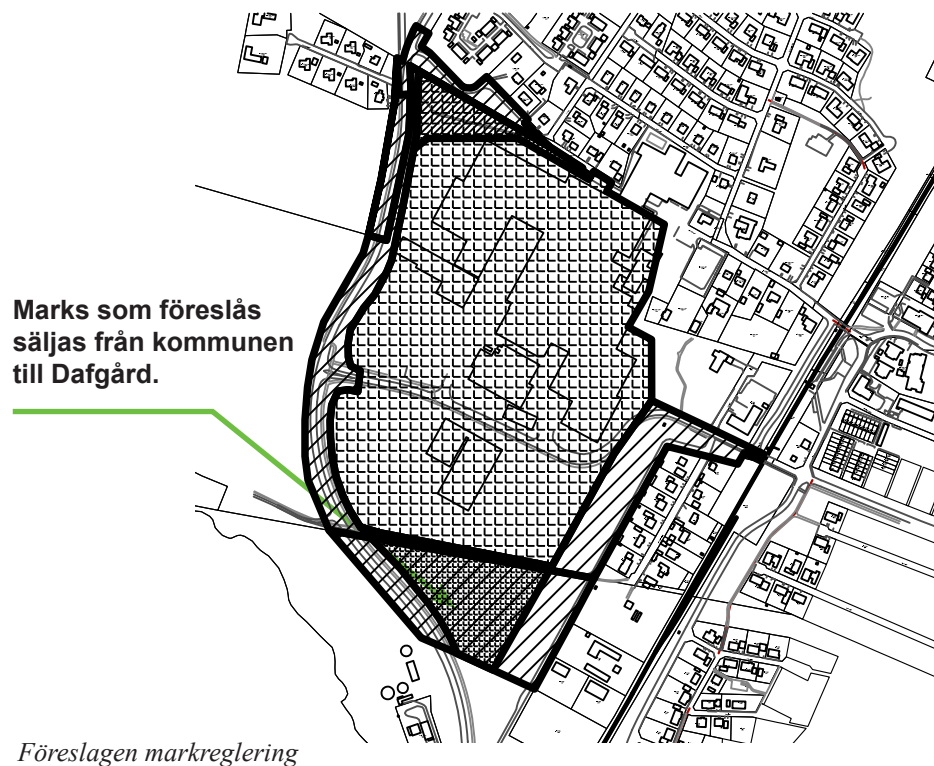 Marks som föreslås
säljas från kommunen
till Dafgård.
Föreslagen markreglering